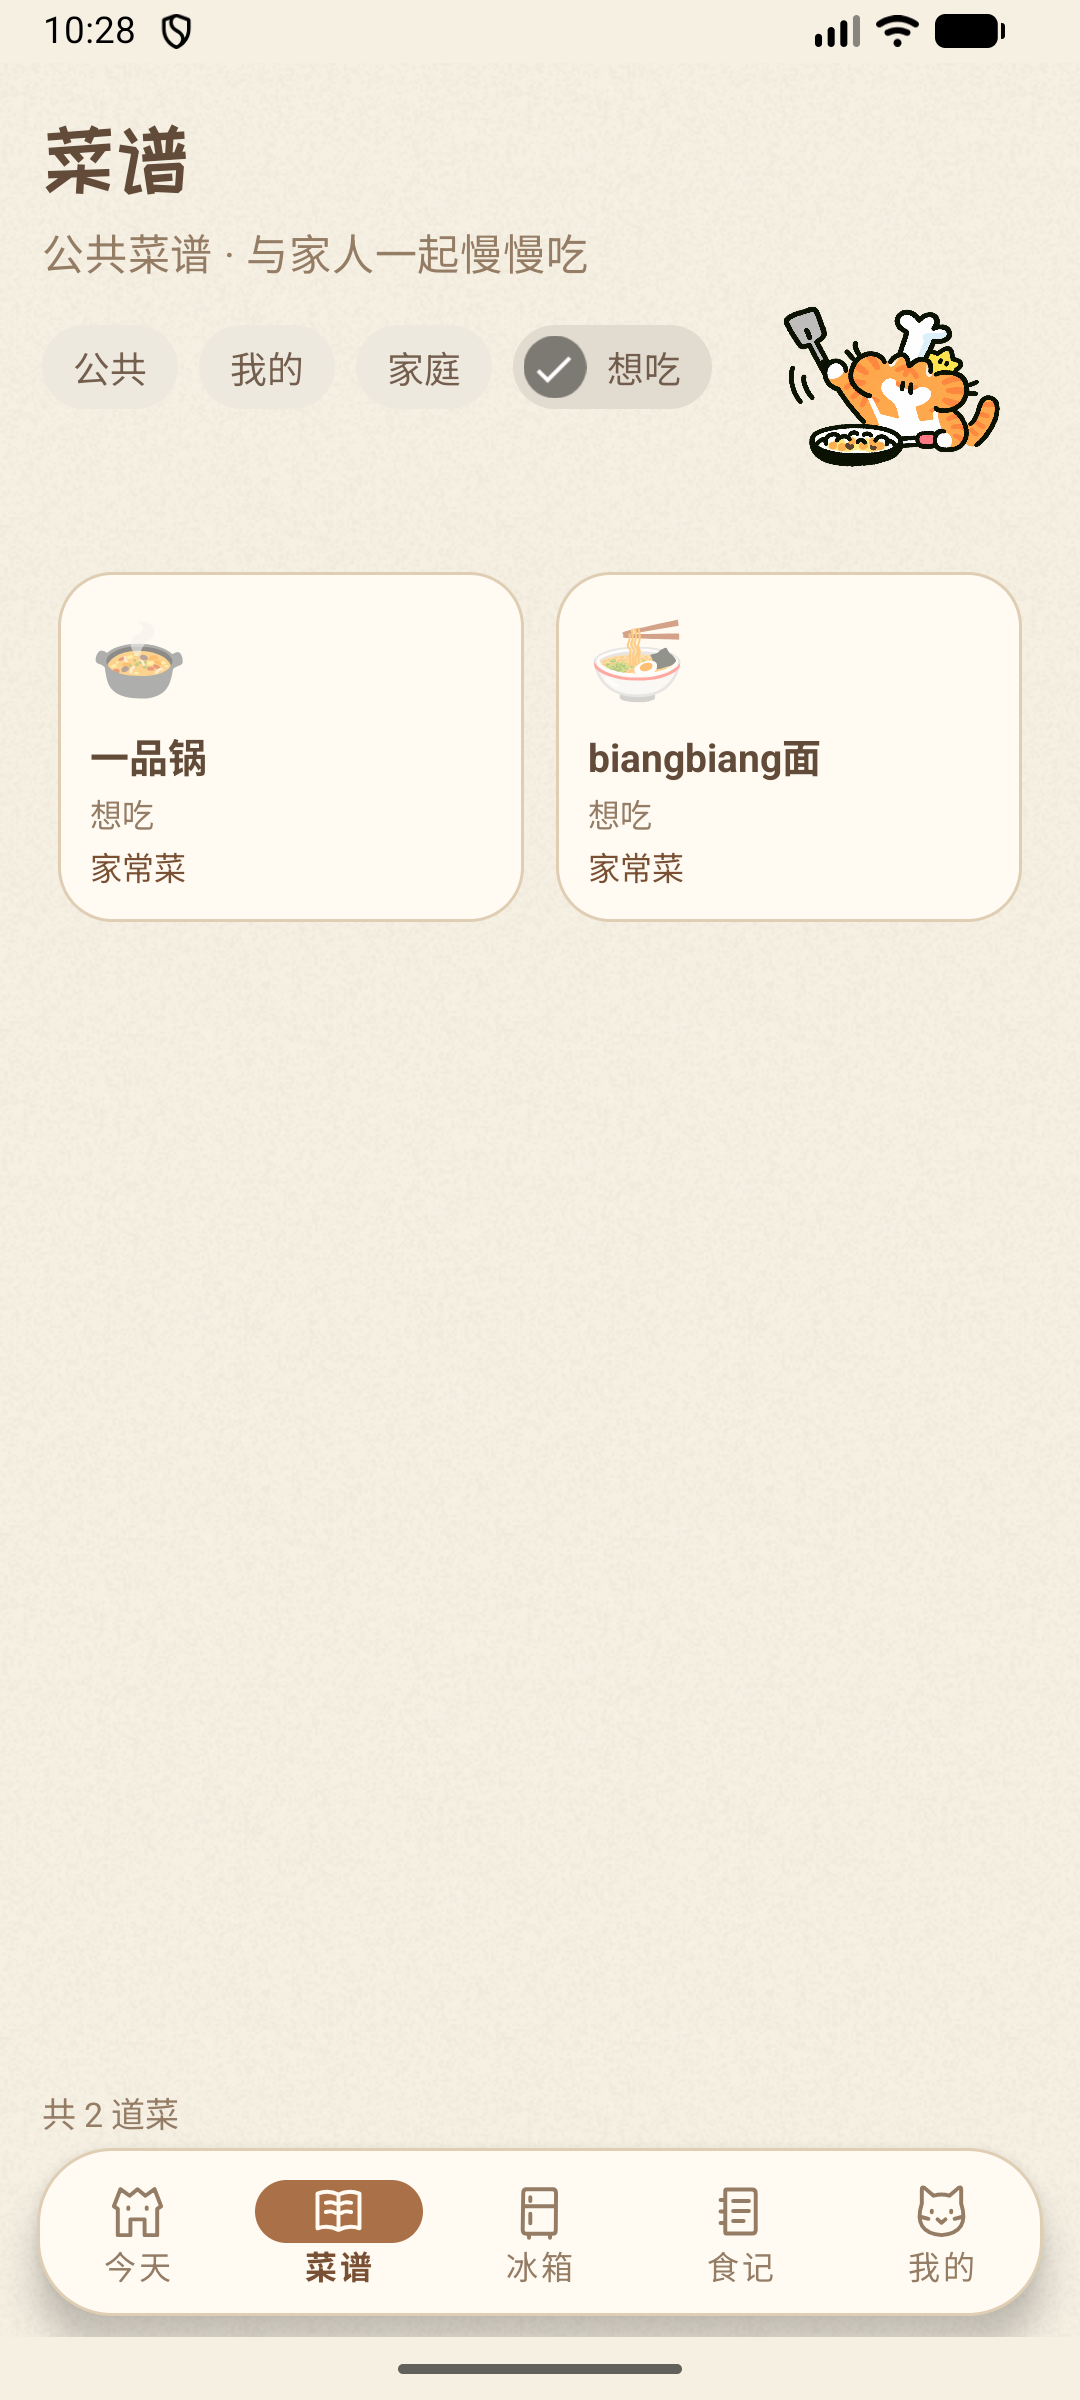 10:28
菜谱
公共菜谱 · 与家人一起慢慢吃
公共 我的 家庭 想吃
一品锅
想吃
家常菜
biangbiang面
想吃
家常菜
共 2 道菜
今天 菜谱 冰箱 食记 我的